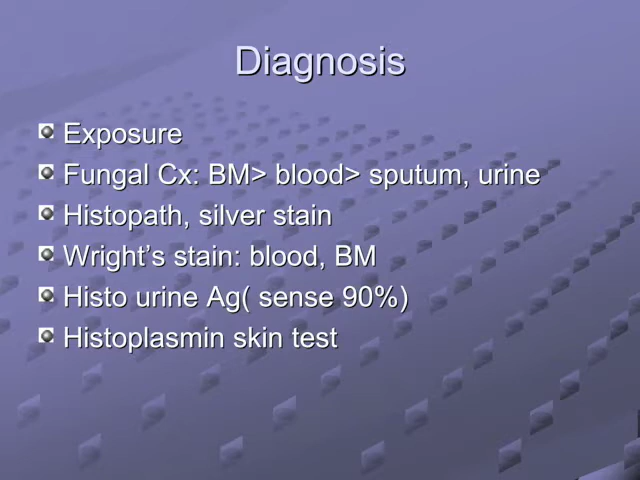 Diagnosis
Exposure
Fungal Cx: BM> blood> sputum, urine
Histopath, silver stain
Wright's stain: blood, BM
Histo urine Ag( sense 90%)
Histoplasmin skin test